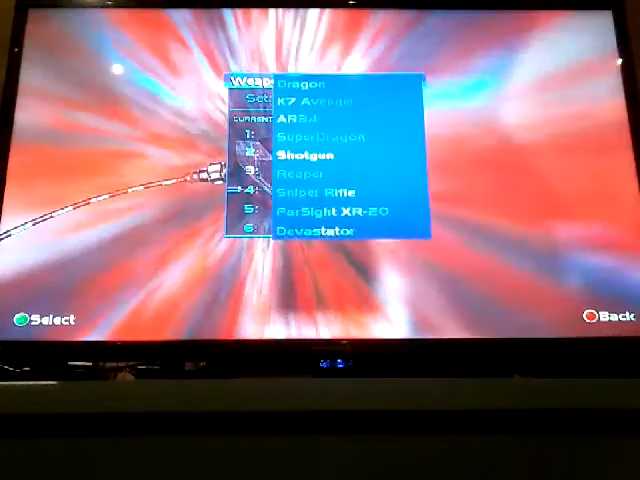 Weap
Dragon
K7 Avenger
Set:
CURRENT
AR34
1:
SuperDragon
2:
Shotgun
3:
Reaper
4:
Sniper Rifle
5:
FarSight XR-20
6:
Devastator
Select
Back